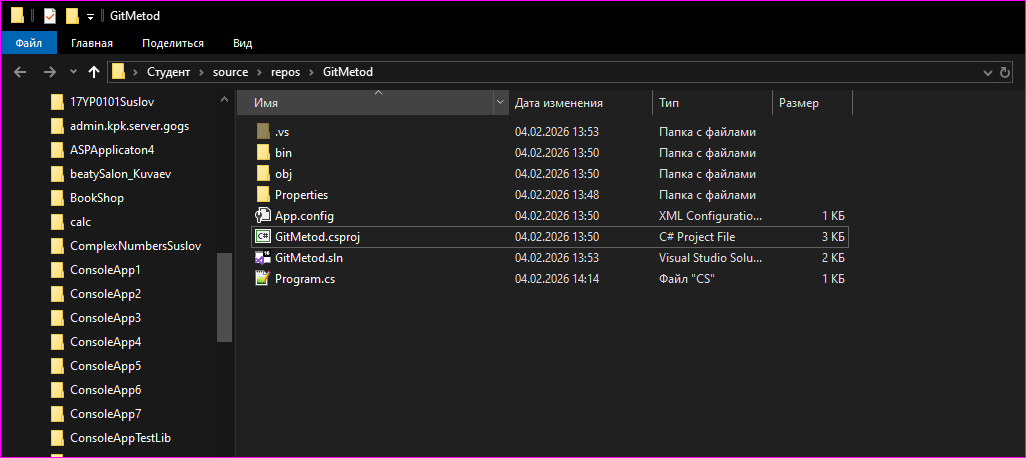 GitMetod
Файл Главная Поделиться Вид
Студент source repos GitMetod
17YP0101Suslov
admin.kpk.server.gogs
ASPApplicaton4
beatySalon_Kuvaev
BookShop
calc
ComplexNumbersSuslov
ConsoleApp1
ConsoleApp2
ConsoleApp3
ConsoleApp4
ConsoleApp5
ConsoleApp6
ConsoleApp7
ConsoleAppTestLib
Имя Дата изменения Тип Размер
.vs 04.02.2026 13:53 Папка с файлами
bin 04.02.2026 13:50 Папка с файлами
obj 04.02.2026 13:50 Папка с файлами
Properties 04.02.2026 13:48 Папка с файлами
App.config 04.02.2026 13:50 XML Configuratio... 1 КБ
C# GitMetod.csproj 04.02.2026 13:50 C# Project File 3 КБ
GitMetod.sln 04.02.2026 13:53 Visual Studio Solu... 2 КБ
Program.cs 04.02.2026 14:14 Файл "CS" 1 КБ